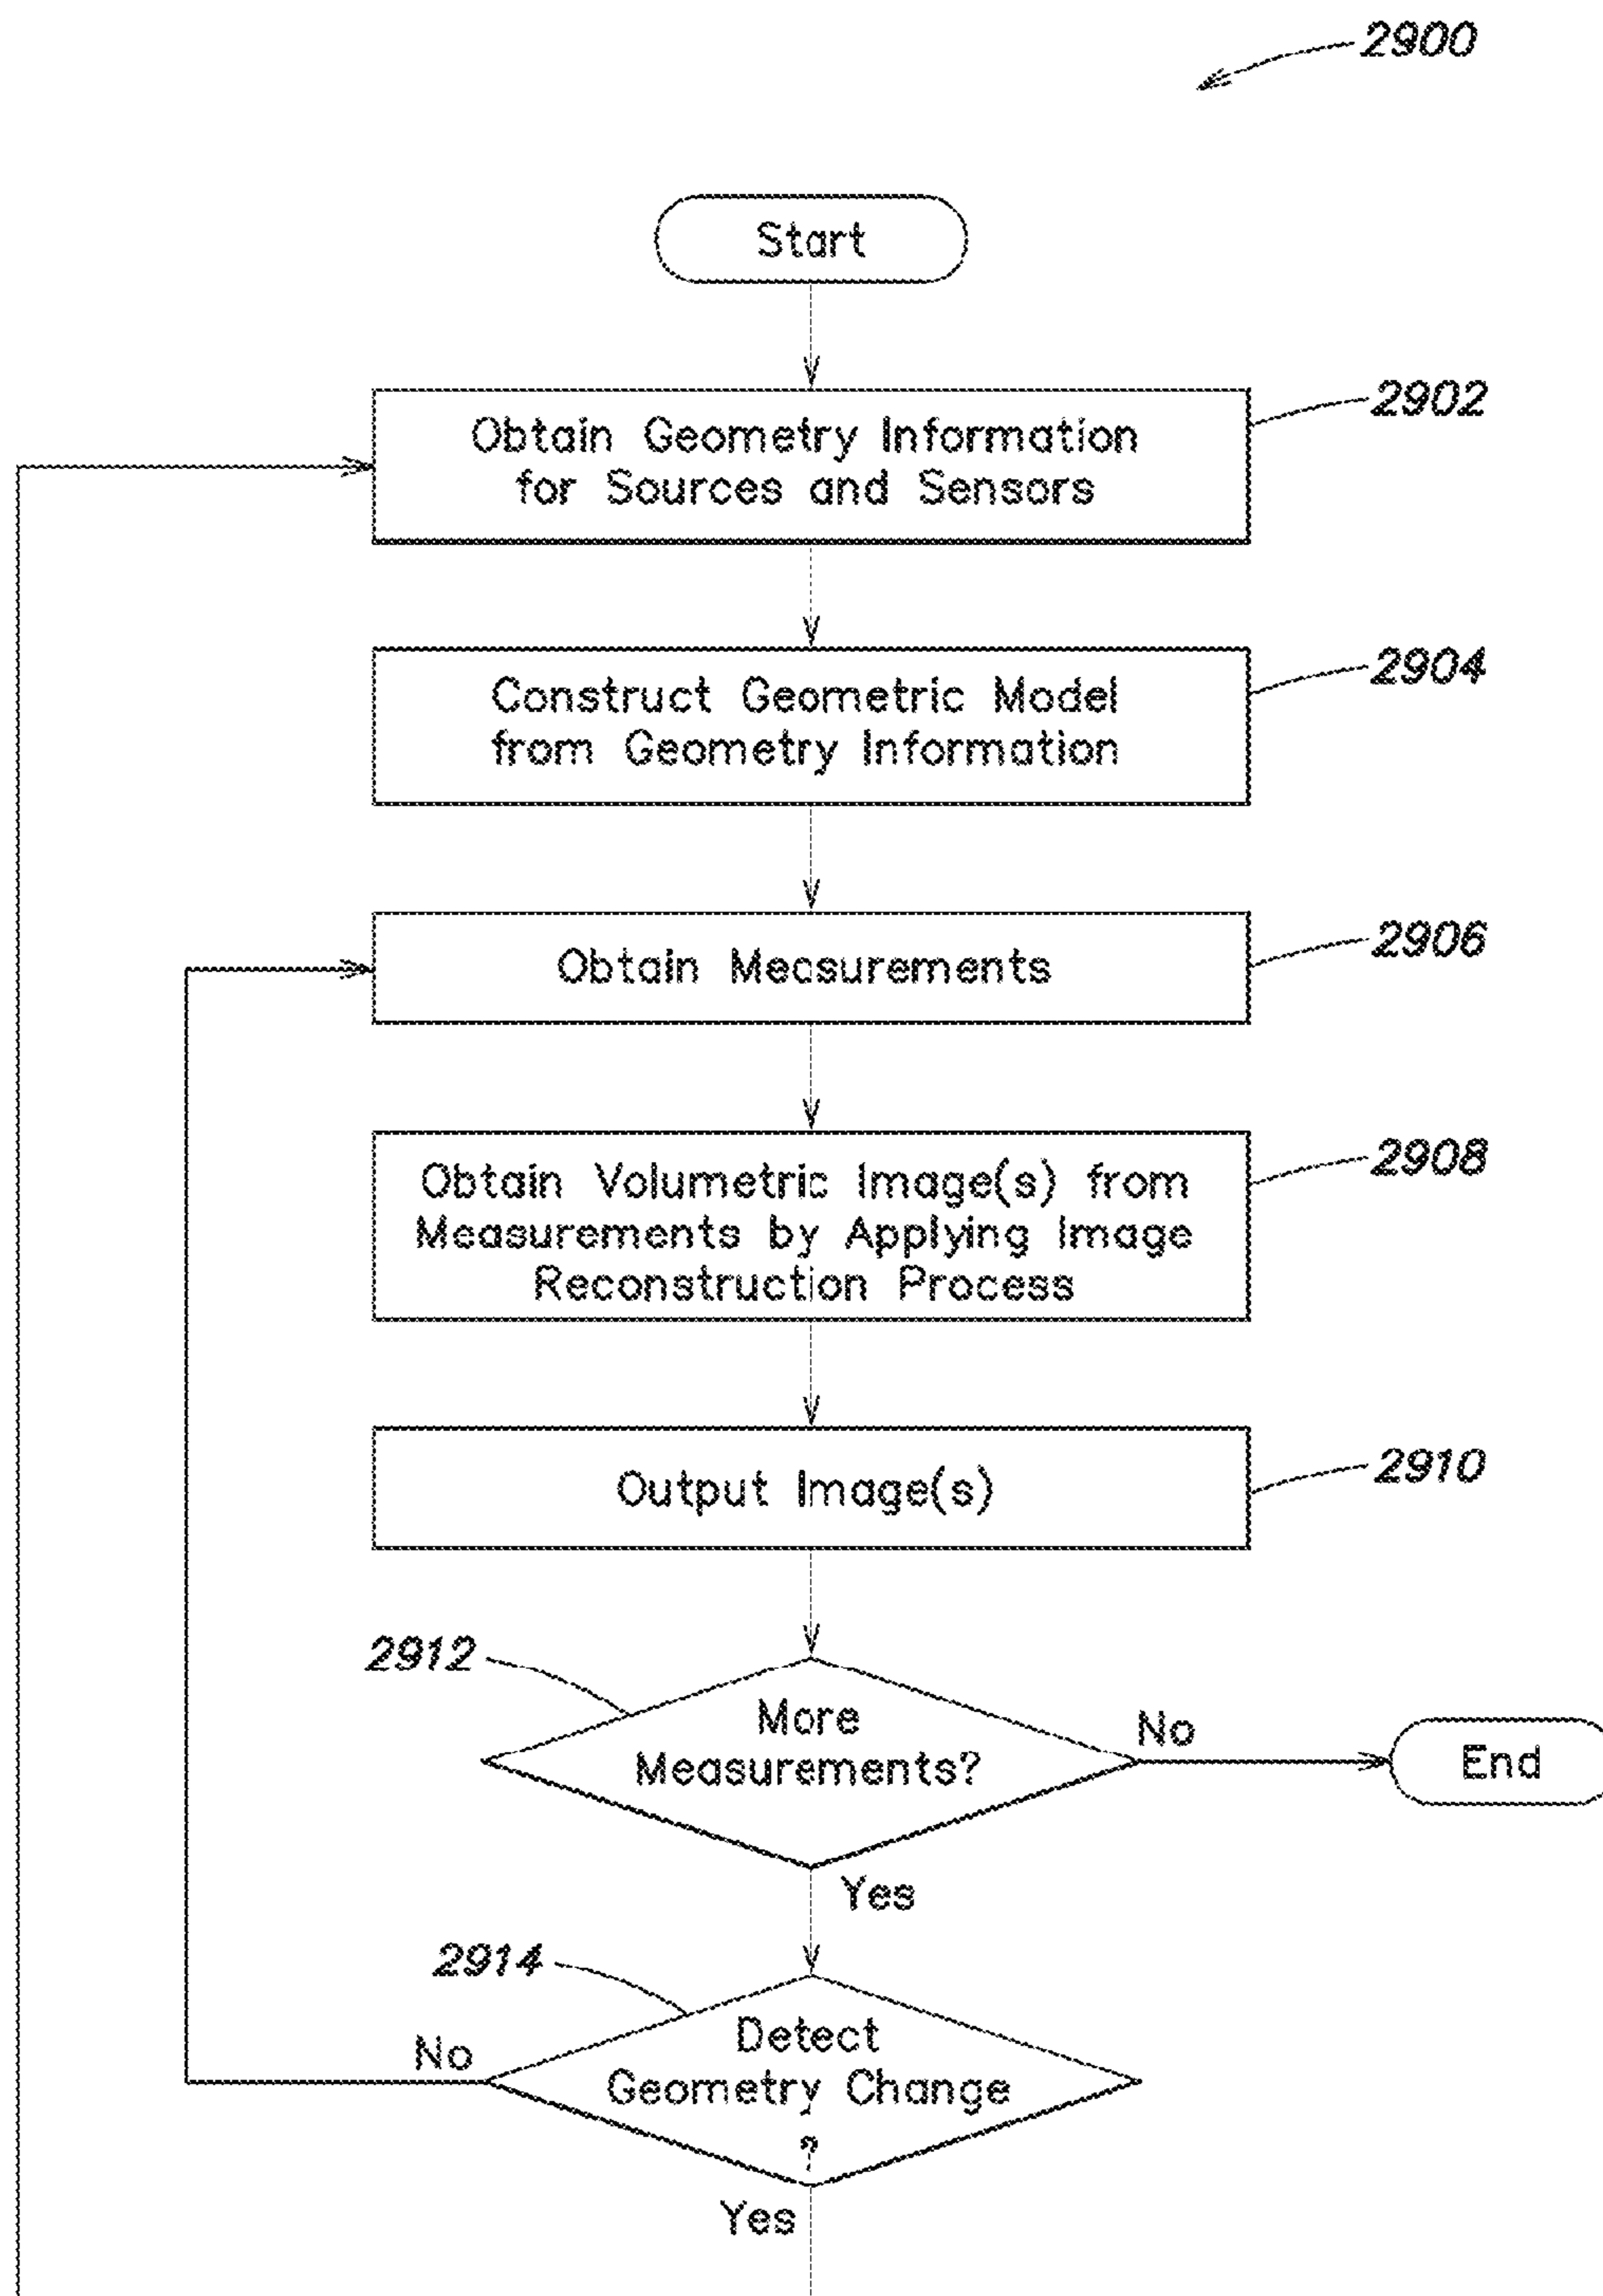 2900
Start
2902
Obtain Geometry Information
for Sources and Sensors
2904
Construct Geometric Model
from Geometry Information
2906
Obtain Measurements
2908
Obtain Volumetric Image(s) from
Measurements by Applying Image
Reconstruction Process
2910
Output Image(s)
2912
More
Measurements?
No
End
Yes
2914
Detect
Geometry Change
?
No
Yes